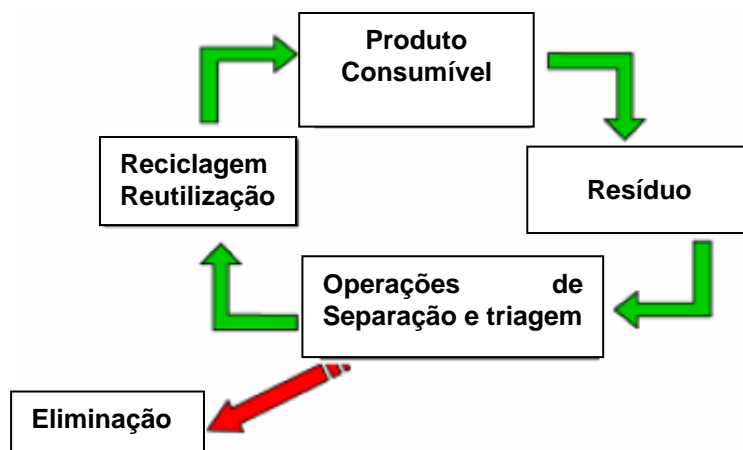 Produto
Consumível
Reciclagem
Reutilização
Resíduo
Operações de
Separação e triagem
Eliminação